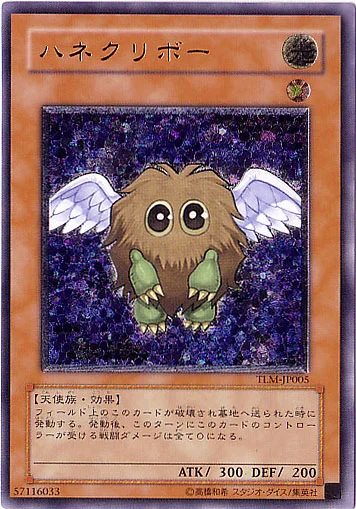 ハネクリボー
光
TLM-JP005
【天使族・効果】
フィールド上のこのカードが破壊され墓地へ送られた時に
発動する。発動後、このターンにこのカードのコントロー
ラーが受ける戦闘ダメージは全て0になる。
ATK/ 300 DEF/ 200
57116033
©高橋和希 スタジオ・ダイス/集英社